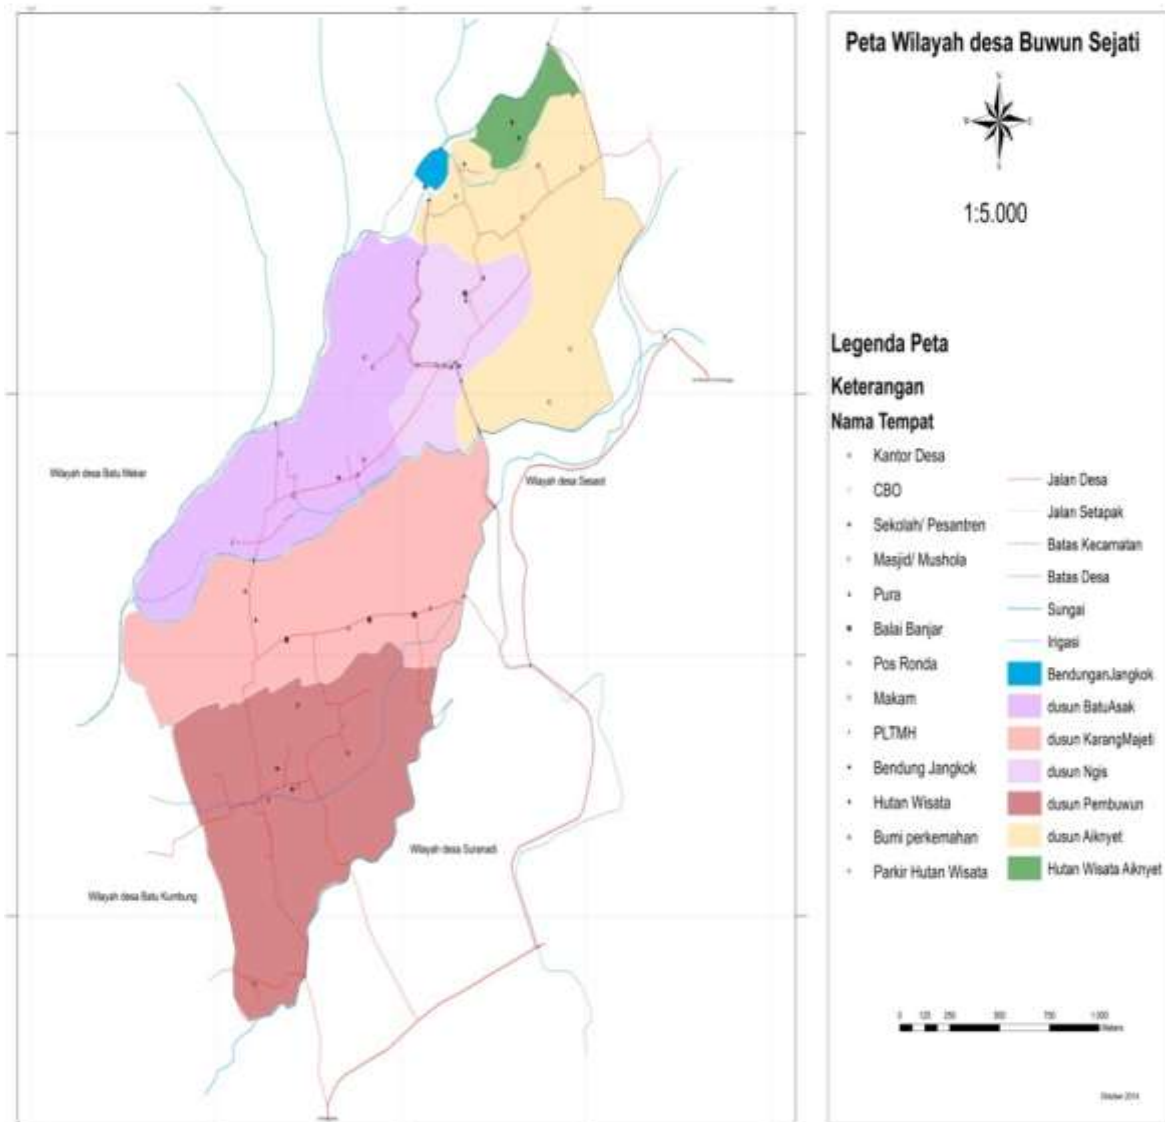 Peta Wilayah desa Buwun Sejati
1:5.000
Legenda Peta
Keterangan
Nama Tempat
Kantor Desa
CBO
Sekolah/ Pesantren
Masjid/ Mushola
Pura
Balai Banjar
Pos Ronda
Makam
PLTMH
Bendung Jangkok
Hutan Wisata
Bumi perkemahan
Parkir Hutan Wisata
Jalan Desa
Jalan Setapak
Batas Kecamatan
Batas Desa
Sungai
Irigasi
BendunganJangkok
dusun BatuAsak
dusun KarangMajeti
dusun Ngis
dusun Pembuwun
dusun Aiknyet
Hutan Wisata Aiknyet
Wilayah desa Batu Mekar
Wilayah desa Sesaot
Wilayah desa Suranadi
Wilayah desa Batu Kumbung
0 125 250 500 750 1.000
Meters